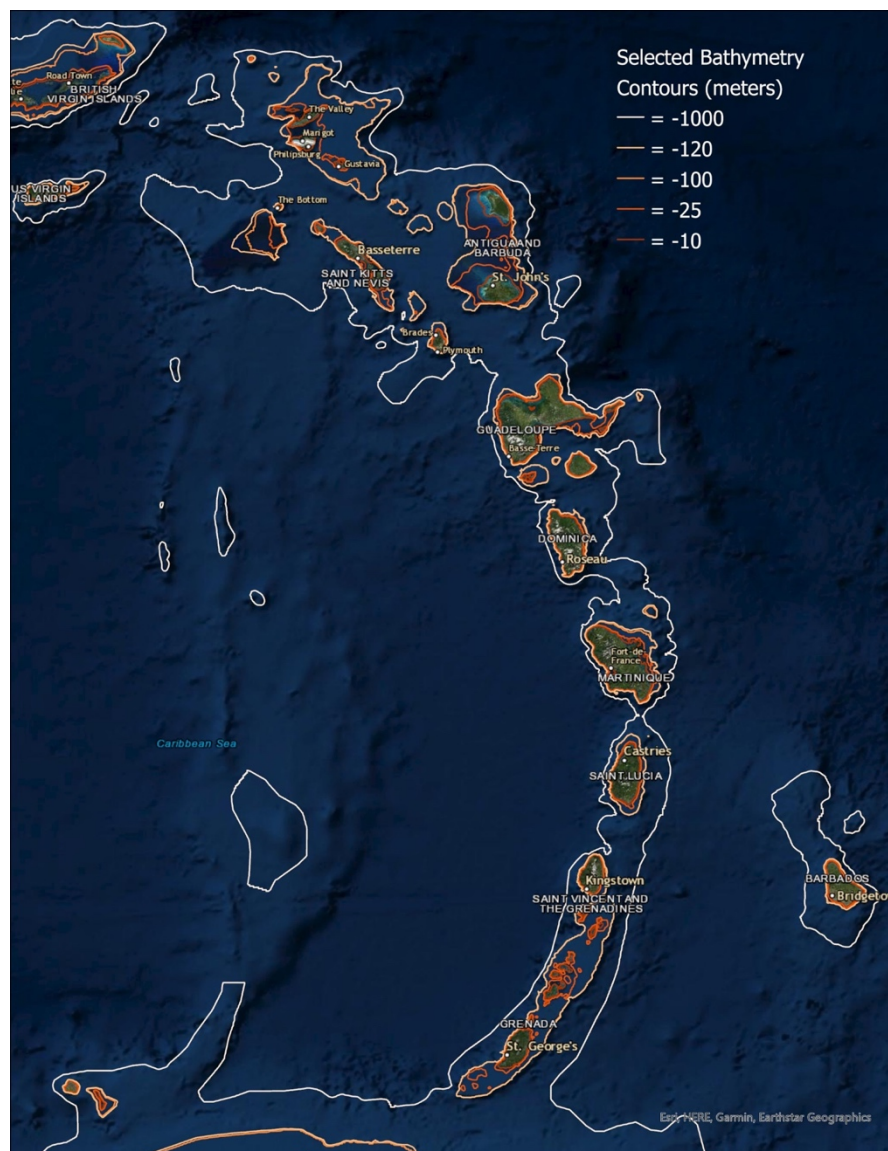 Selected Bathymetry
Contours (meters)
= -1000
= -120
= -100
= -25
= -10
Road Town
BRITISH
VIRGIN ISLANDS
US VIRGIN
ISLANDS
The Valley
Marigot
Philipsburg
Gustavia
The Bottom
Basseterre
SAINT KITTS
AND NEVIS
ANTIGUA AND
BARBUDA
St. John's
Brades
Plymouth
GUADELOUPE
Basse-Terre
DOMINICA
Roseau
Fort-de
France
MARTINIQUE
Caribbean Sea
Castries
SAINT LUCIA
Kingstown
SAINT VINCENT AND
THE GRENADINES
BARBADOS
Bridgeto
GRENADA
St. George's
Esri, HERE, Garmin, Earthstar Geographics